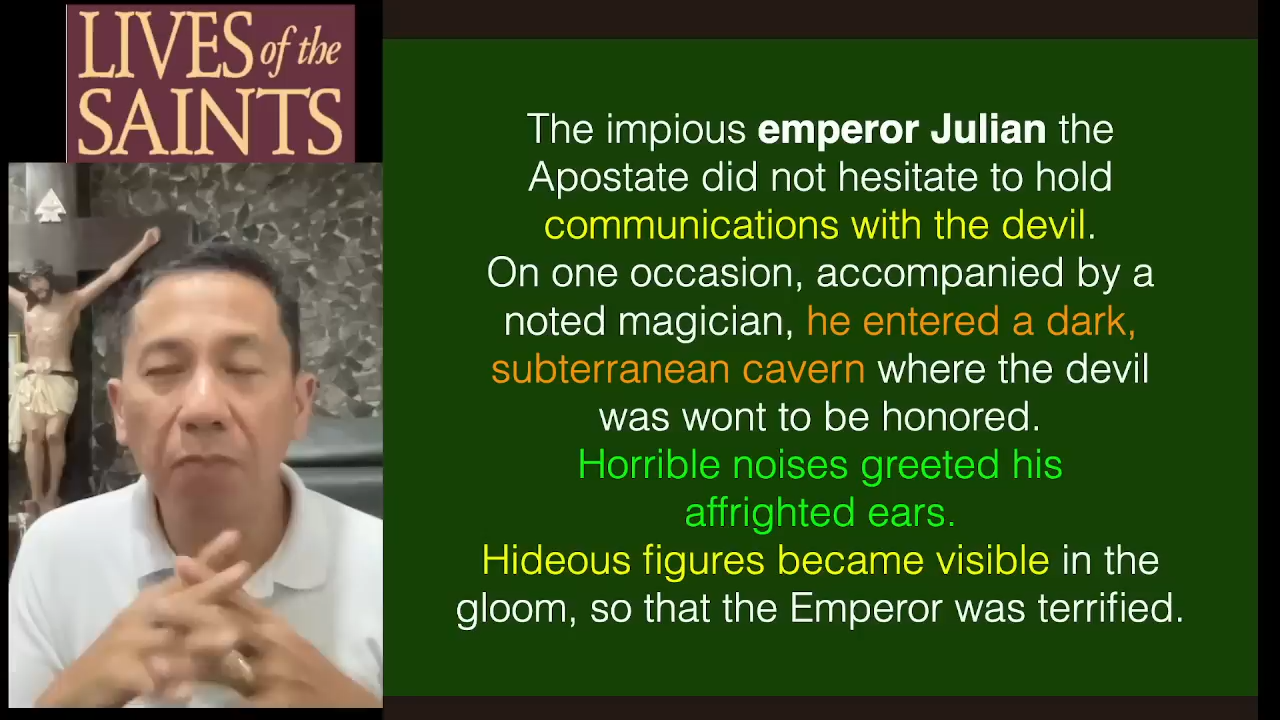 LIVES of the
SAINTS
The impious emperor Julian the
Apostate did not hesitate to hold
communications with the devil.
On one occasion, accompanied by a
noted magician, he entered a dark,
subterranean cavern where the devil
was wont to be honored.
Horrible noises greeted his
affrighted ears.
Hideous figures became visible in the
gloom, so that the Emperor was terrified.